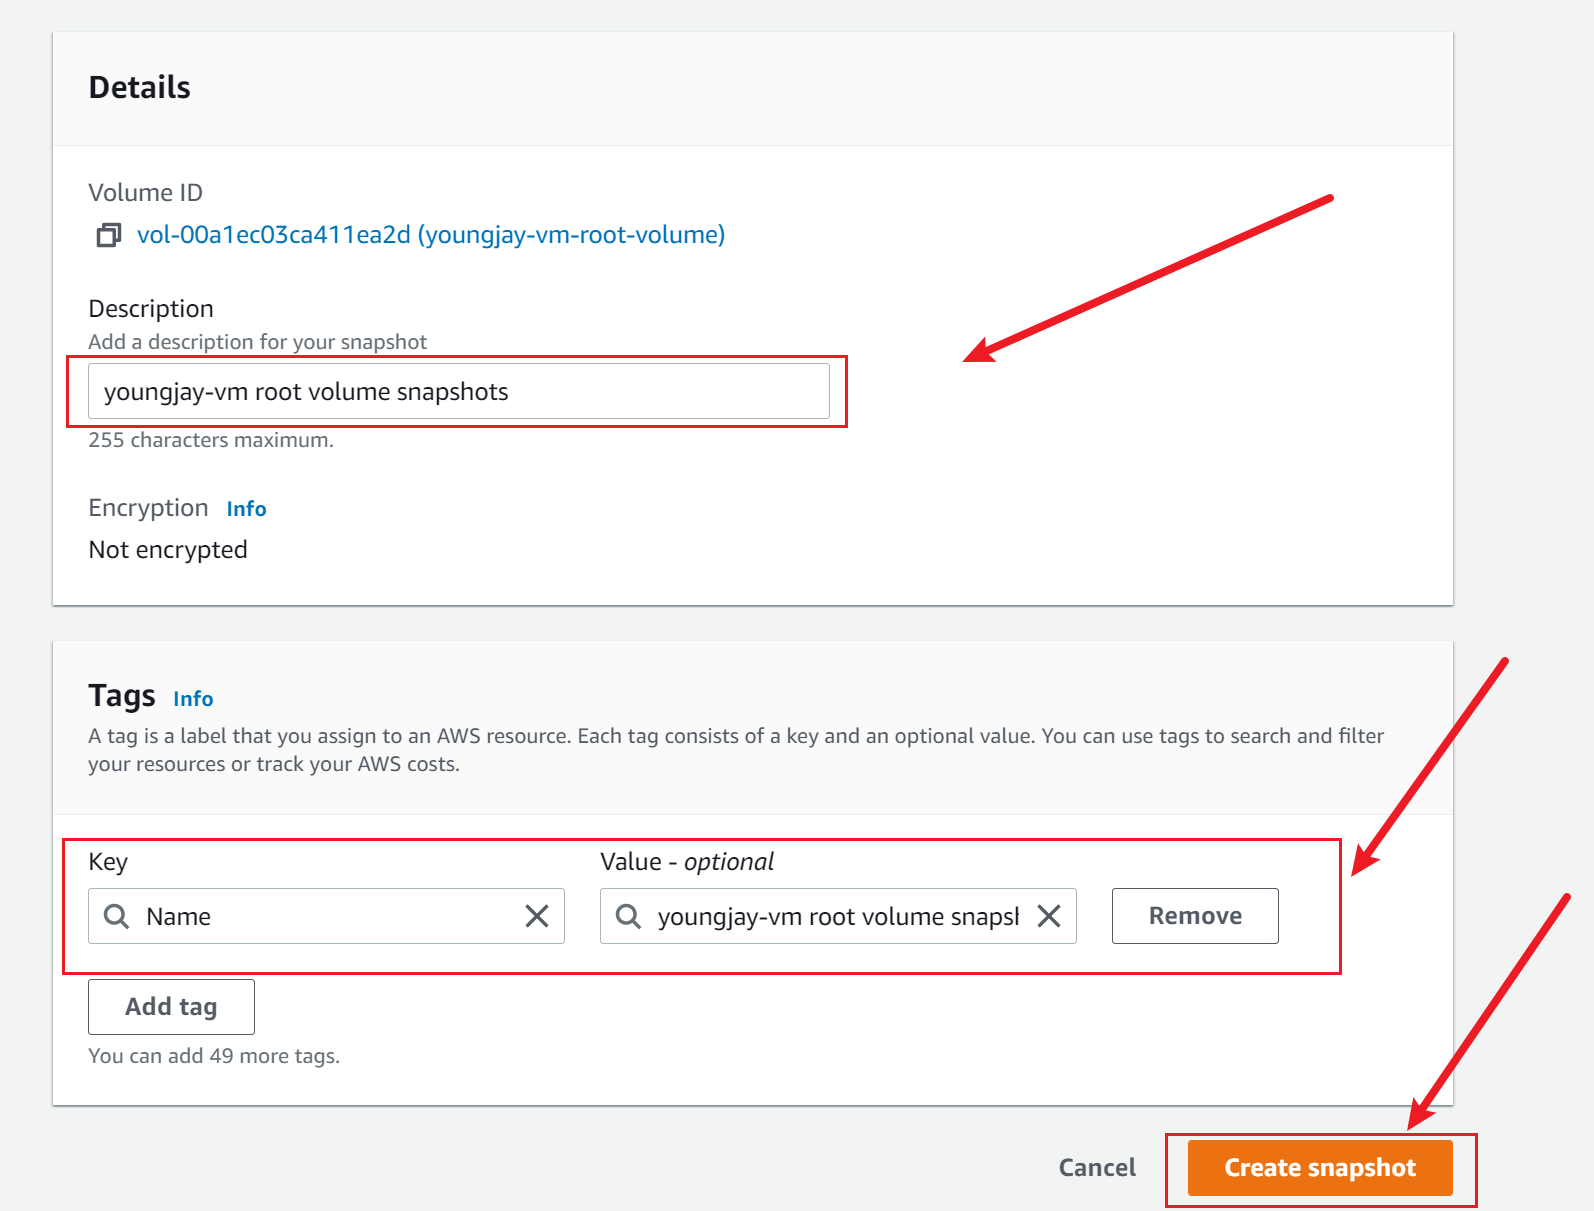 Details
Volume ID
vol-00a1ec03ca411ea2d (youngjay-vm-root-volume)
Description
Add a description for your snapshot
youngjay-vm root volume snapshots
255 characters maximum.
Encryption Info
Not encrypted
Tags Info
A tag is a label that you assign to an AWS resource. Each tag consists of a key and an optional value. You can use tags to search and filter
your resources or track your AWS costs.
Key Value - optional
Name youngjay-vm root volume snapsh Remove
Add tag
You can add 49 more tags.
Cancel Create snapshot